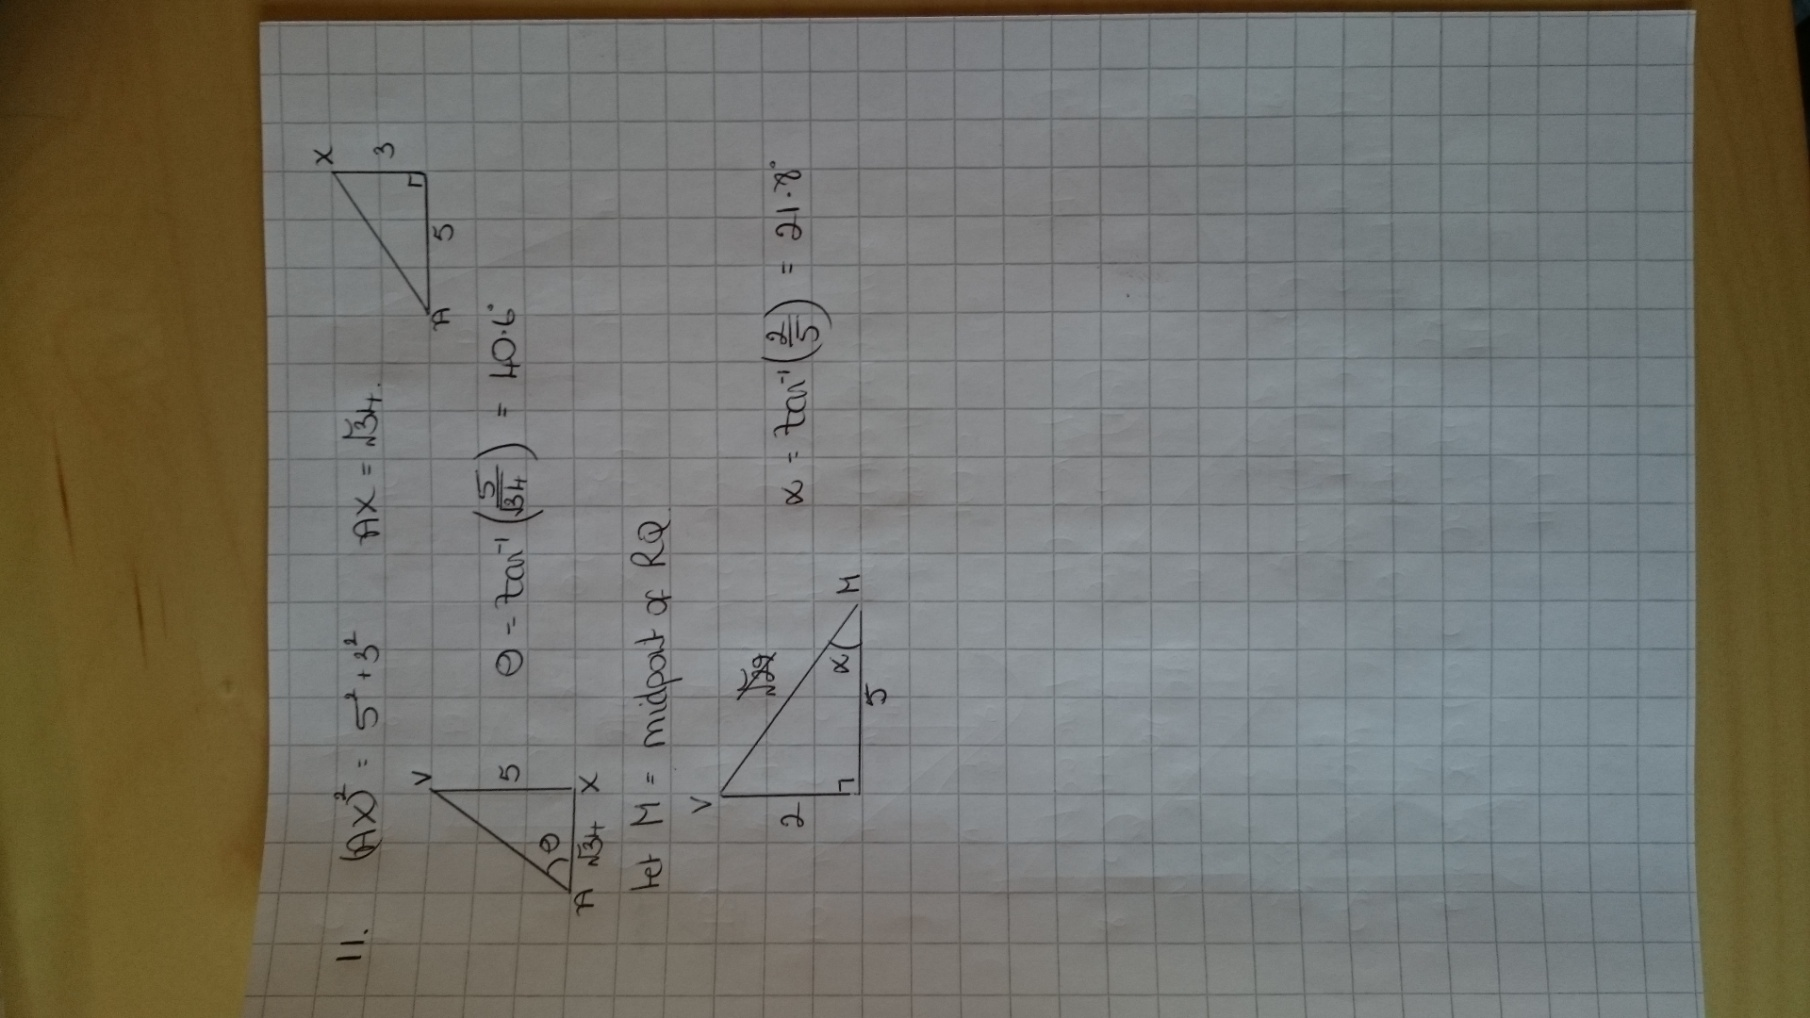 11. (AX)² = 5² + 3² AX = √34.
X
3
A 5
V
5
θ
A √34 X
θ = tan⁻¹(5/√34) = 40.6°
let M = midpoint of RQ
V
√29
2
α
M
5
α = tan⁻¹(2/5) = 21.8°